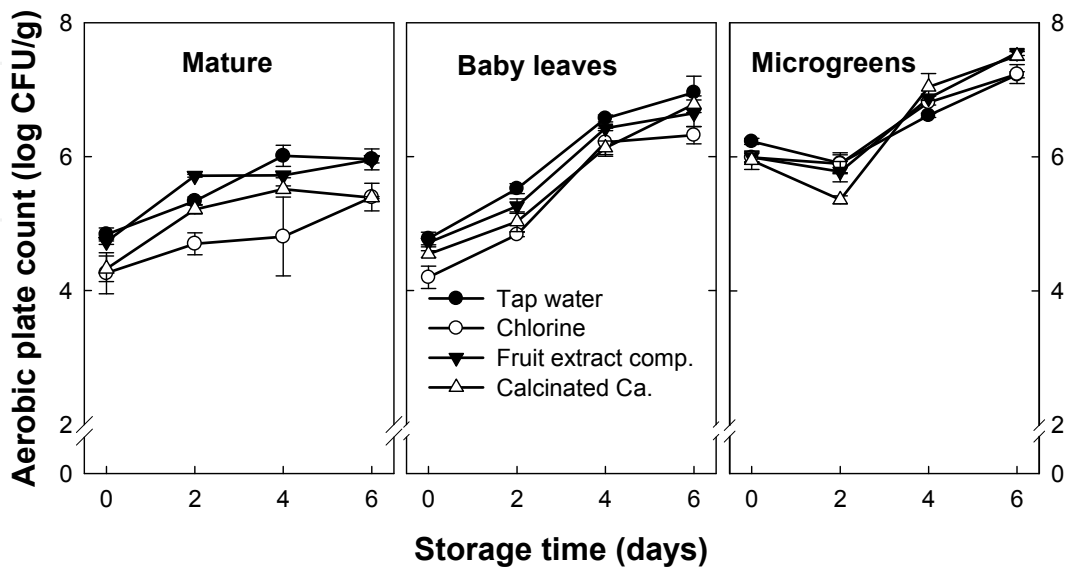 Aerobic plate count (log CFU/g)
8
6
4
2
0
Mature
Baby leaves
Microgreens
Tap water
Chlorine
Fruit extract comp.
Calcinated Ca.
8
6
4
2
0
0 2 4 6 0 2 4 6 0 2 4 6
Storage time (days)